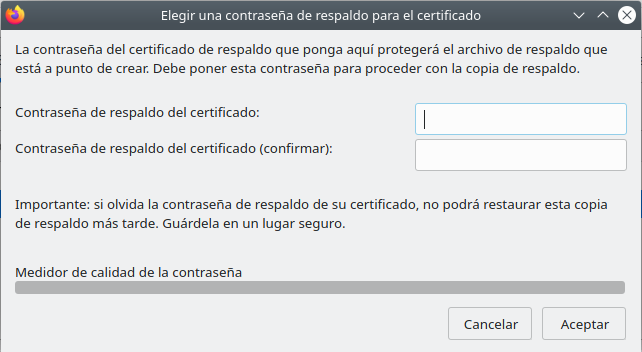 Elegir una contraseña de respaldo para el certificado
La contraseña del certificado de respaldo que ponga aquí protegerá el archivo de respaldo que
está a punto de crear. Debe poner esta contraseña para proceder con la copia de respaldo.
Contraseña de respaldo del certificado:
Contraseña de respaldo del certificado (confirmar):
Importante: si olvida la contraseña de respaldo de su certificado, no podrá restaurar esta copia
de respaldo más tarde. Guárdela en un lugar seguro.
Medidor de calidad de la contraseña
Cancelar Aceptar